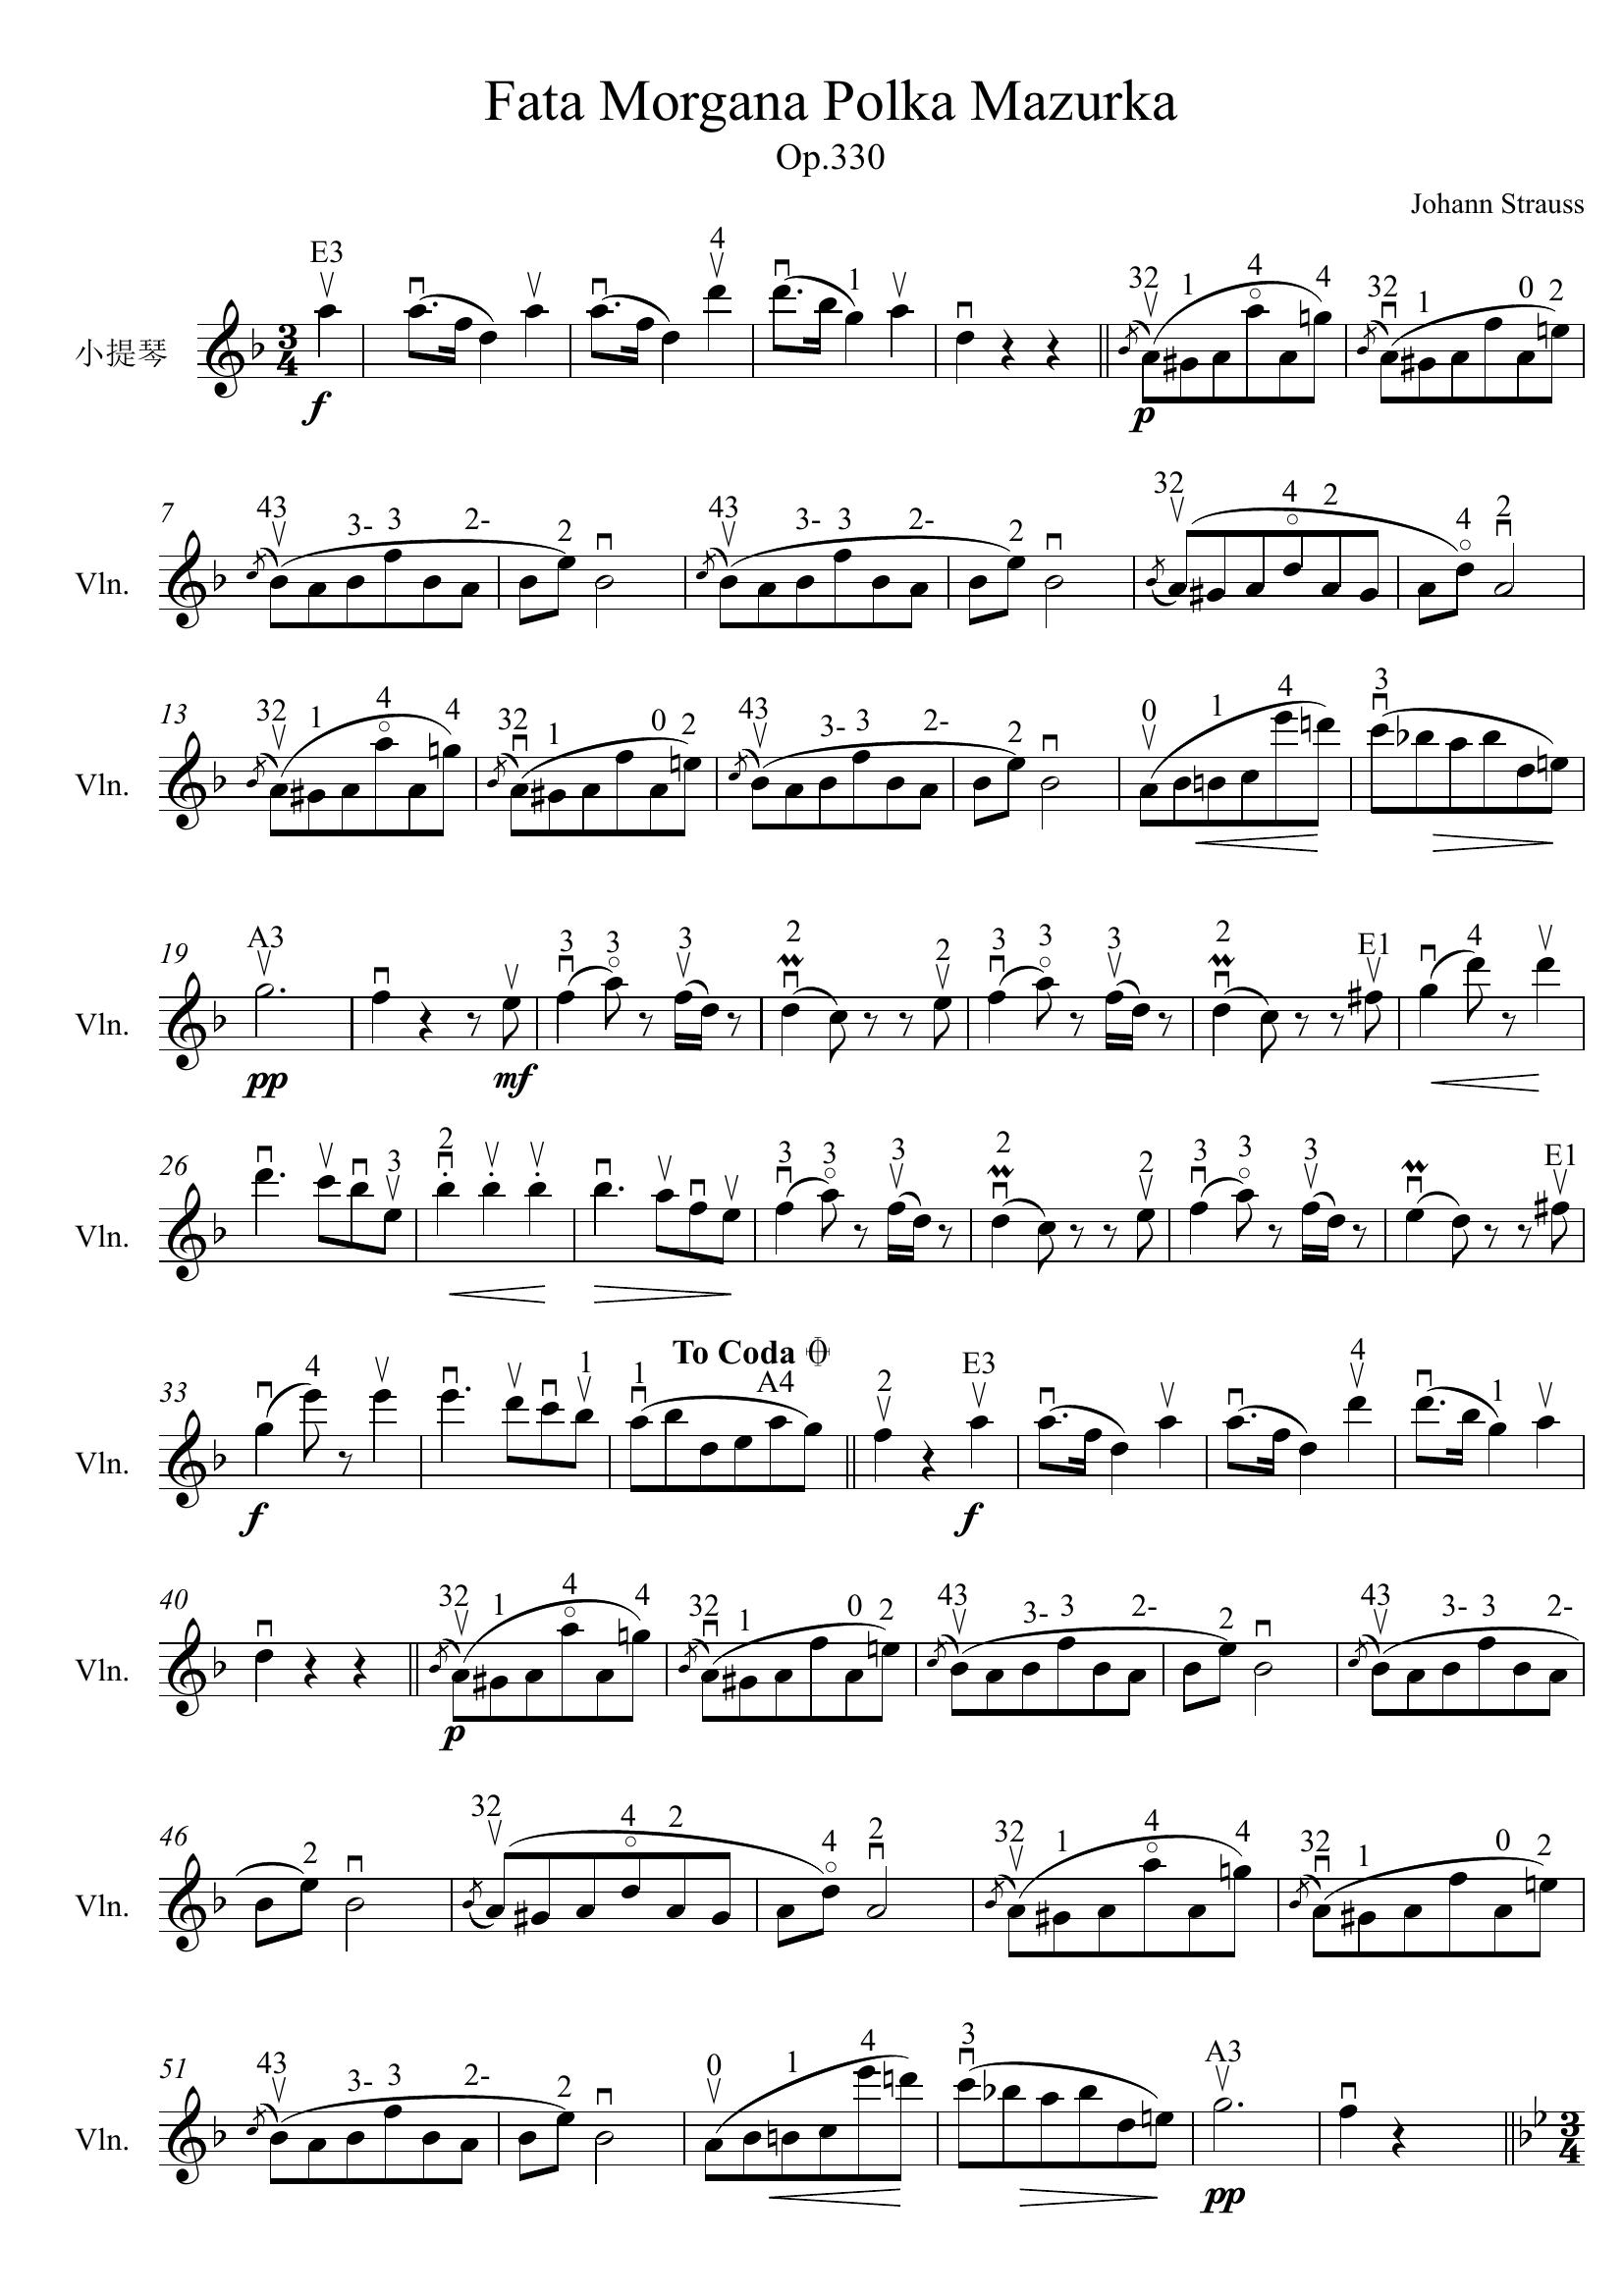 Fata Morgana Polka Mazurka
Op.330
Johann Strauss
E3 4 1 32 1 4 4 32 1 0 2
小提琴 3 4
f p
7 43 3- 3 2- 2 43 3- 3 2- 2 32 4 2 4 2
Vln.
13 32 1 4 4 32 1 0 2 43 3- 3 2- 2 0 1 4 3
Vln.
19 A3 3 3 3 2 2 3 3 3 2 E1 4
Vln.
pp mf
26 3 2 3 3 3 2 2 3 3 3 E1
Vln.
To Coda
33 4 1 1 A4 2 E3 4 1
Vln.
f f
40 32 1 4 4 32 1 0 2 43 3- 3 2- 2 43 3- 3 2-
Vln.
p
46 2 32 4 2 4 2 32 1 4 4 32 1 0 2
Vln.
51 43 3- 3 2- 2 0 1 4 3 A3
Vln. 3 4
pp